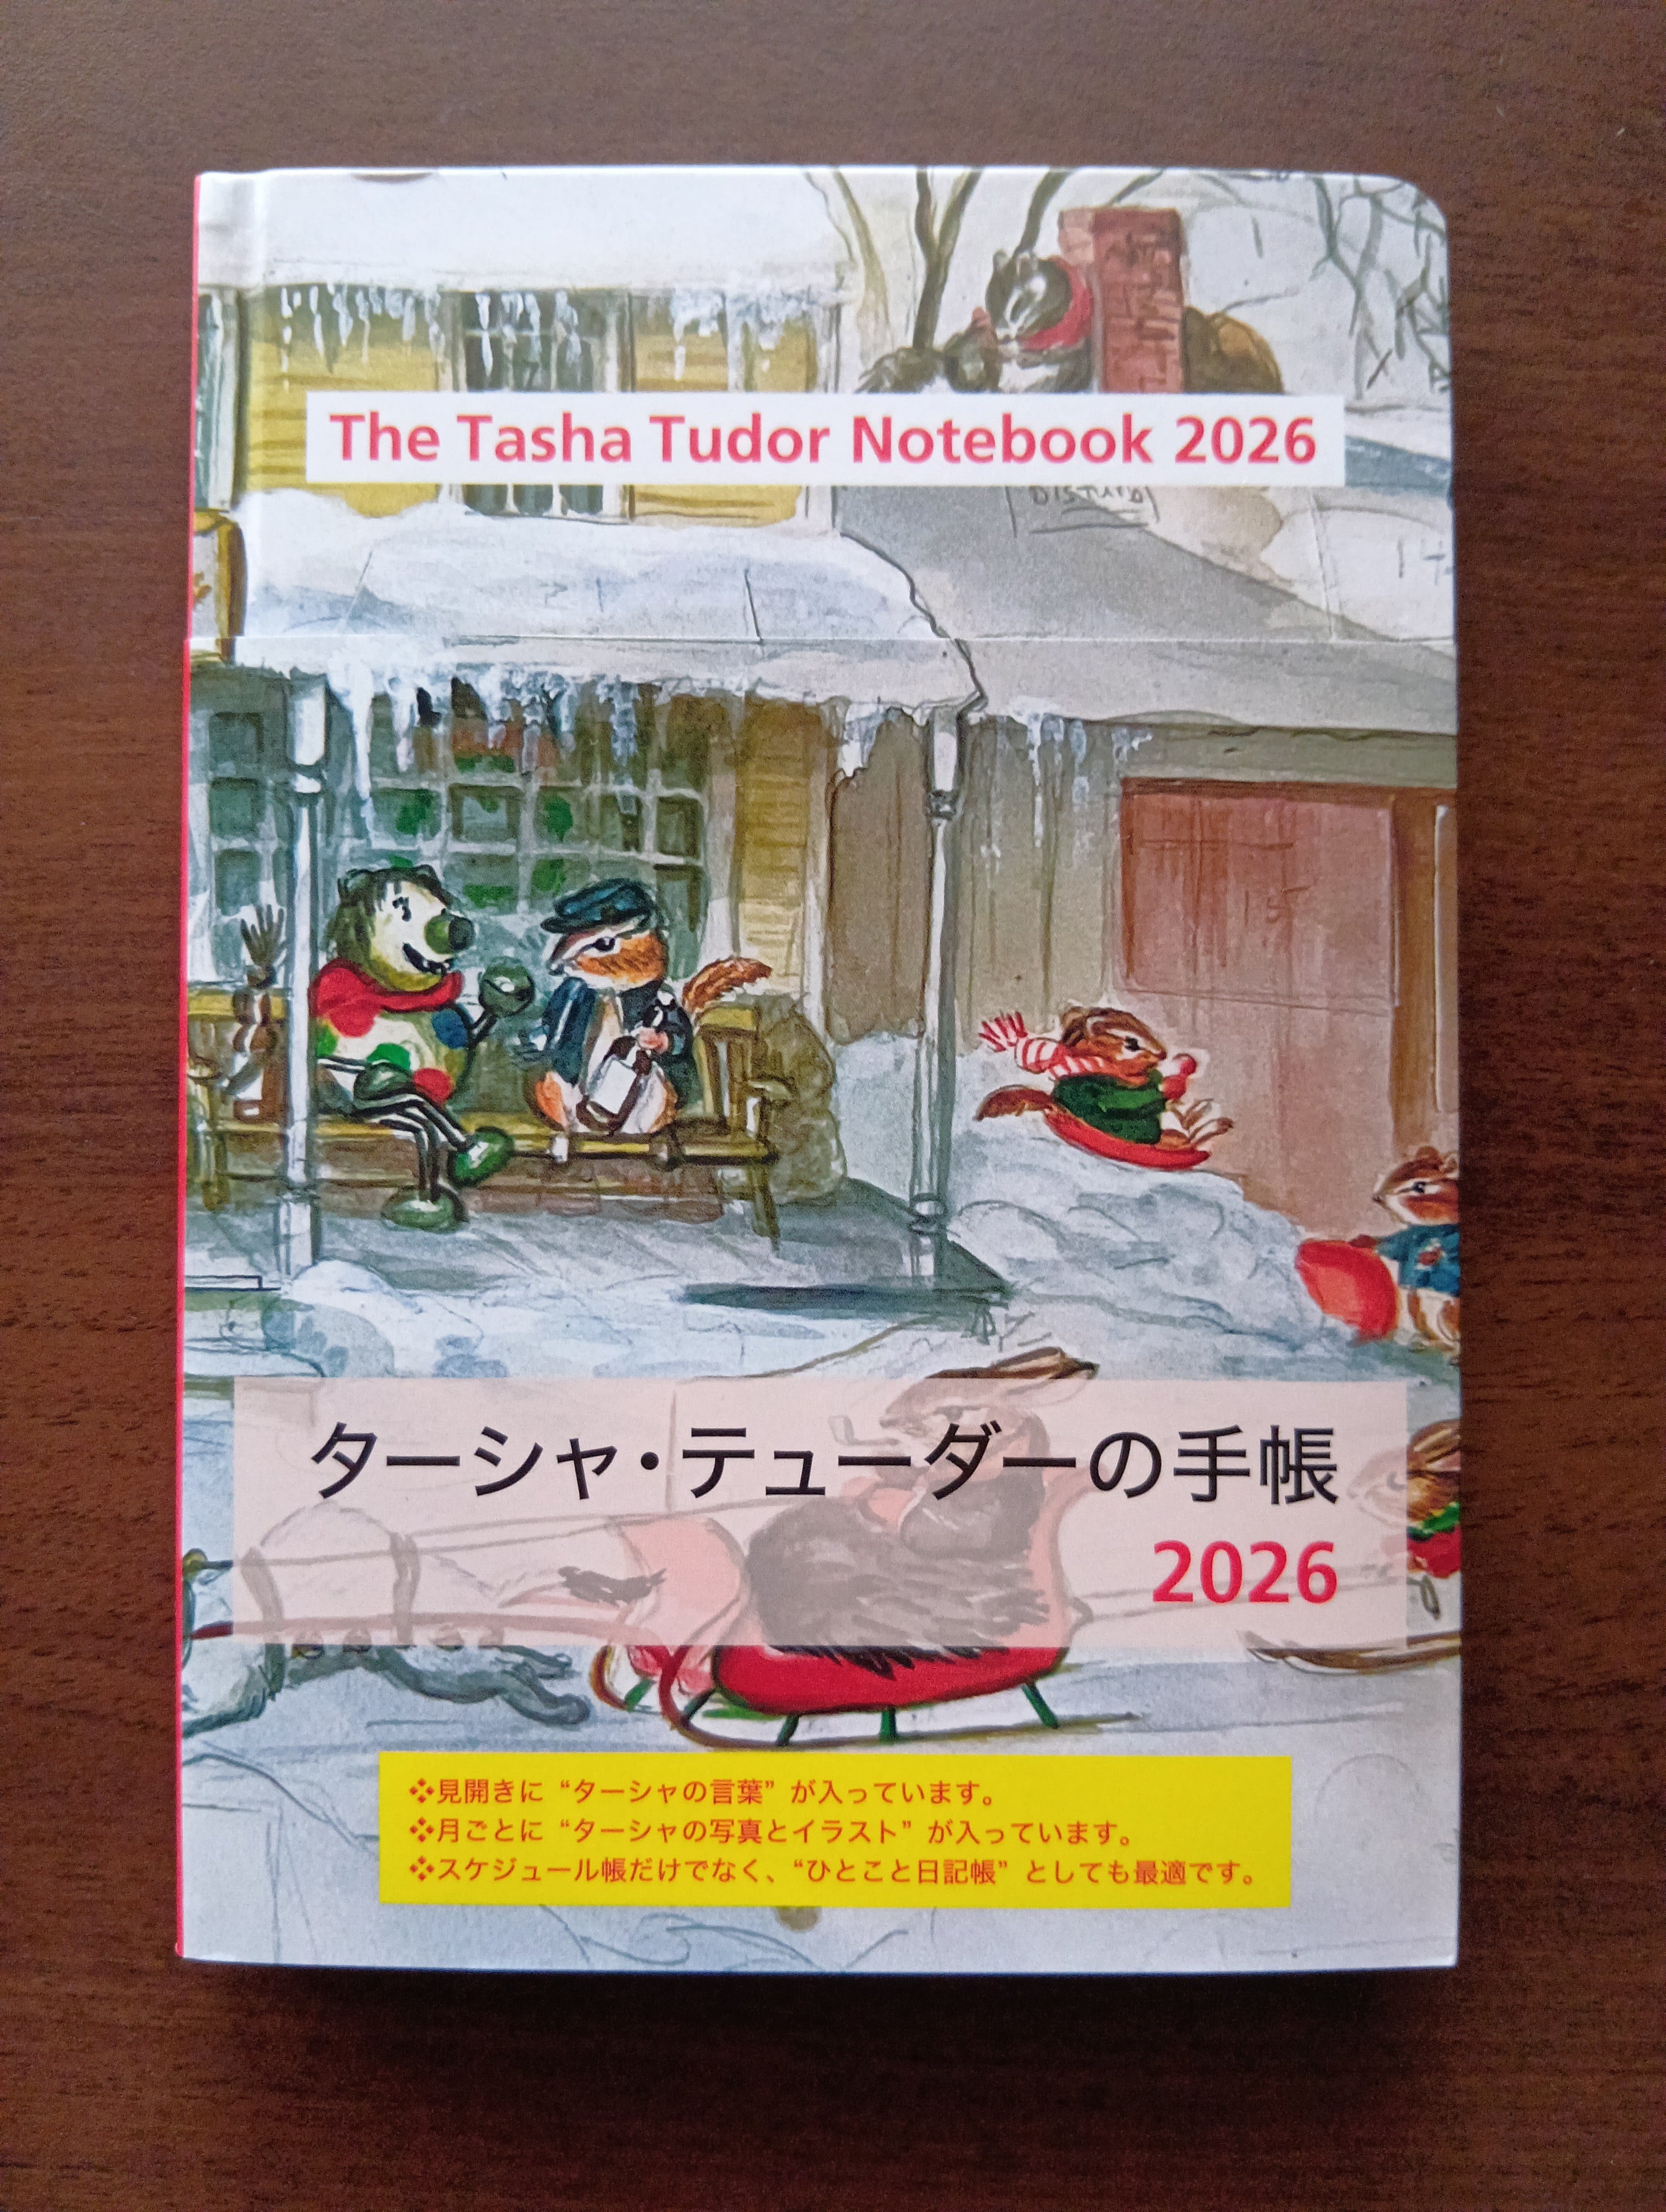 The Tasha Tudor Notebook 2026
Disturb
ターシャ・テューダーの手帳
2026
❖見開きに“ターシャの言葉”が入っています。
❖月ごとに“ターシャの写真とイラスト”が入っています。
❖スケジュール帳だけでなく、“ひとこと日記帳”としても最適です。